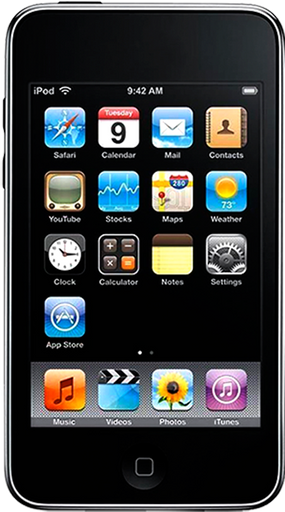 iPod 9:42 AM
Tuesday
9
280
73°
Safari Calendar Mail Contacts
YouTube Stocks Maps Weather
Clock Calculator Notes Settings
App Store
Music Videos Photos iTunes